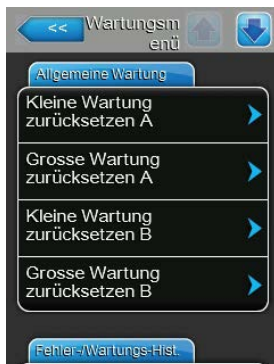 << Wartungsm
enü
Allgemeine Wartung
Kleine Wartung
zurücksetzen A
Grosse Wartung
zurücksetzen A
Kleine Wartung
zurücksetzen B
Grosse Wartung
zurücksetzen B
Fehler-/Wartungs-Hist.